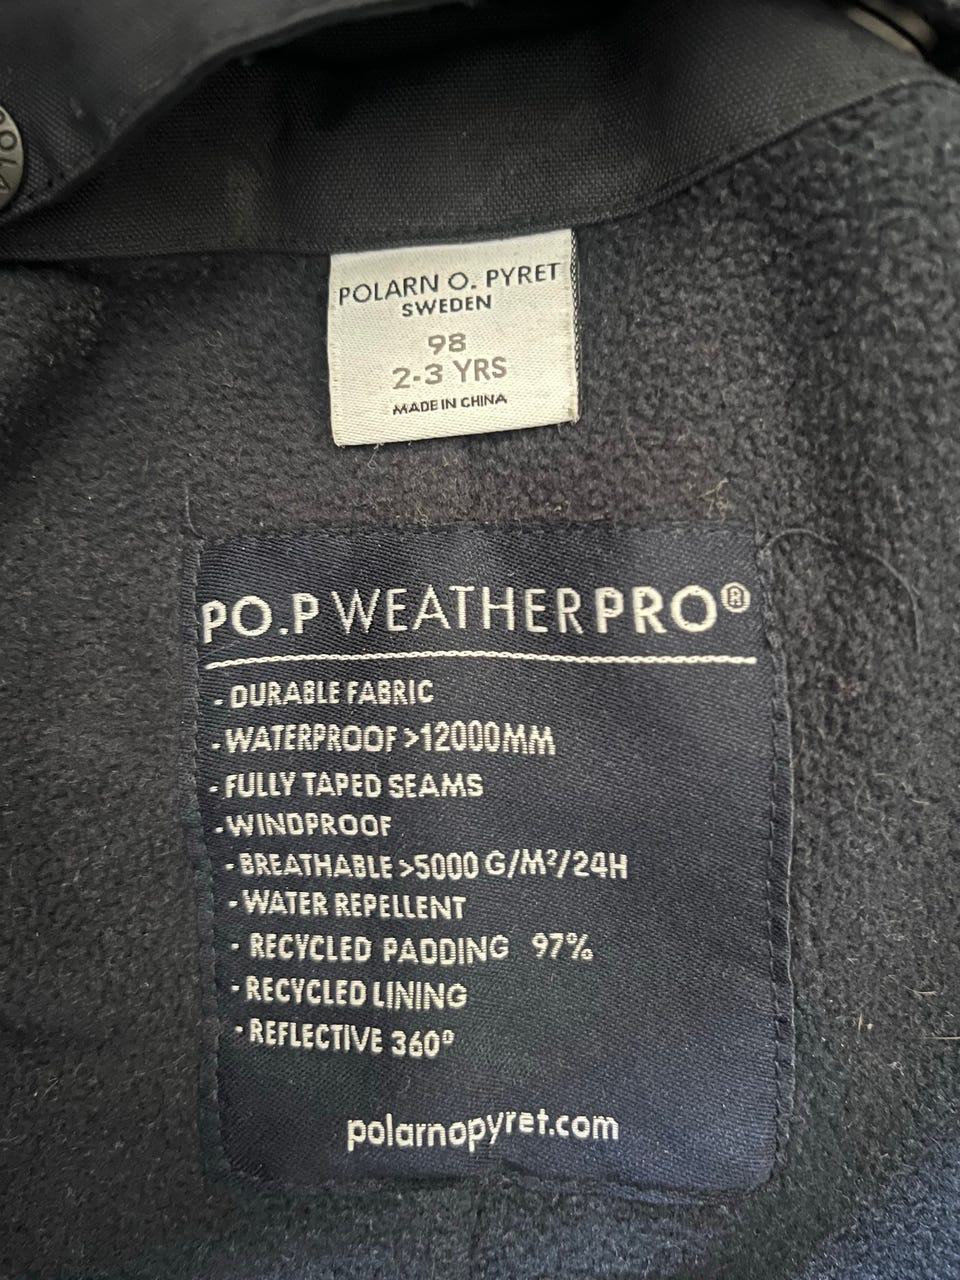 POLARN O. PYRET
SWEDEN
98
2-3 YRS
MADE IN CHINA
PO.P WEATHERPRO®
- DURABLE FABRIC
- WATERPROOF >12000MM
- FULLY TAPED SEAMS
- WINDPROOF
- BREATHABLE >5000 G/M²/24H
- WATER REPELLENT
- RECYCLED PADDING 97%
- RECYCLED LINING
- REFLECTIVE 360º
polarnopyret.com